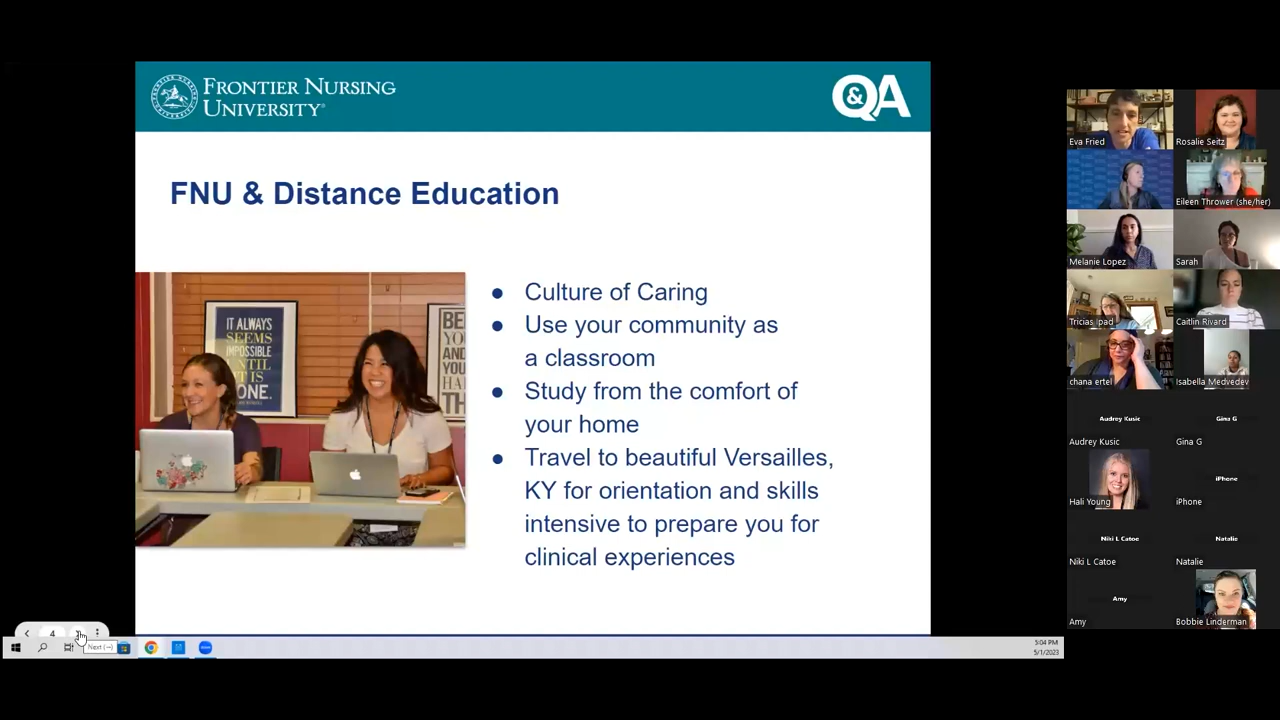 FRONTIER NURSING
UNIVERSITY®
Q&A
FNU & Distance Education
IT ALWAYS
SEEMS
IMPOSSIBLE
UNTIL
IT IS
DONE.
● Culture of Caring
● Use your community as
a classroom
● Study from the comfort of
your home
● Travel to beautiful Versailles,
KY for orientation and skills
intensive to prepare you for
clinical experiences
Eva Fried
Rosalie Seitz
Eileen Thrower (she/her)
Melanie Lopez
Sarah
Tricias Ipad
Caitlin Rivard
chana ertel
Isabella Medvedev
Audrey Kusic
Gina G
Audrey Kusic
Gina G
iPhone
Hali Young
iPhone
Niki L Catoe
Natalie
Niki L Catoe
Natalie
Amy
Amy
Bobbie Linderman
4
Next (→)
5:04 PM
5/1/2023